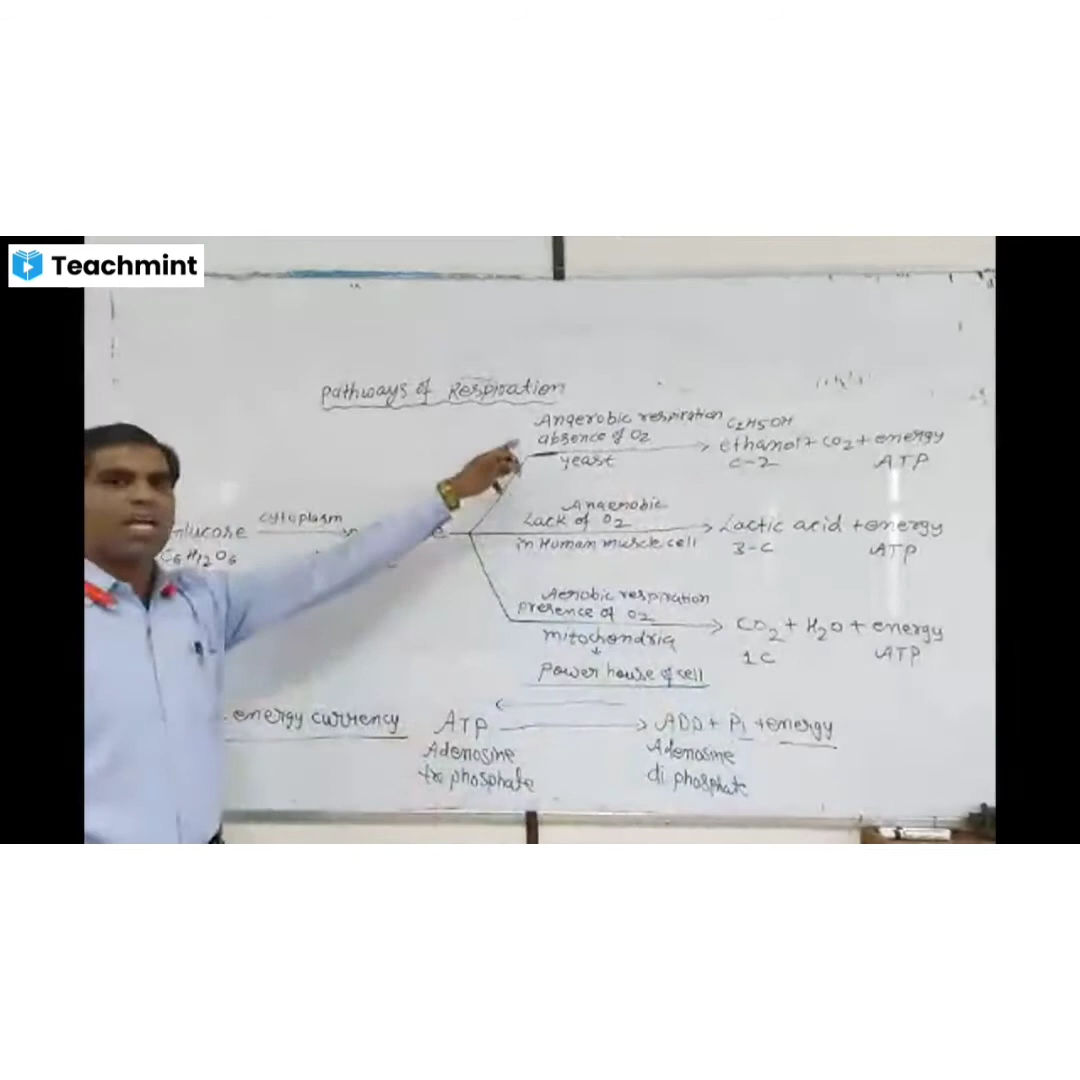 Teachmint
Pathways of Respiration
Anaerobic respiration C2H5OH
absence of O2 ethanol + CO2 + energy
yeast C-2 ATP
Anaerobic
Glucose cytoplasm Lack of O2 Lactic acid + energy
C6H12O6 in Human muscle cell 3-C ATP
Aerobic respiration
presence of O2 CO2 + H2O + energy
mitochondria 1C ATP
power house of cell
energy currency ATP ADP + Pi + energy
Adenosine Adenosine
tri phosphate di phosphate